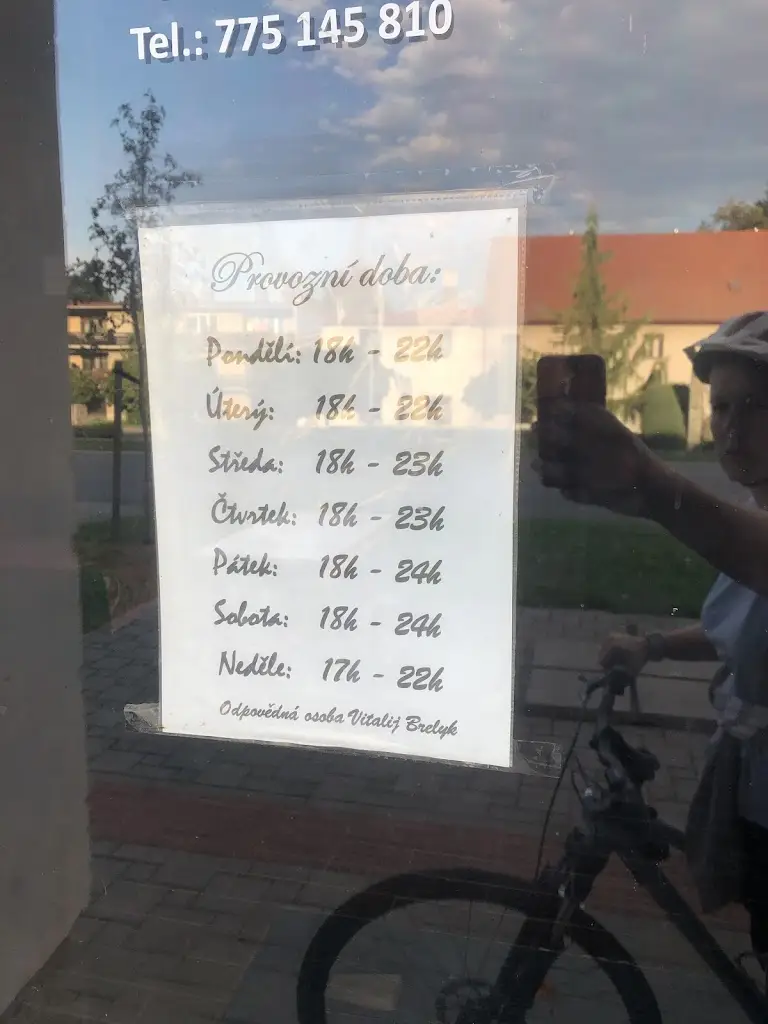 Tel.: 775 145 810
Provozní doba:
Pondělí: 18h - 22h
Úterý: 18h - 22h
Středa: 18h - 23h
Čtvrtek: 18h - 23h
Pátek: 18h - 24h
Sobota: 18h - 24h
Neděle: 17h - 22h
Odpovědná osoba Vitalij Brelyk